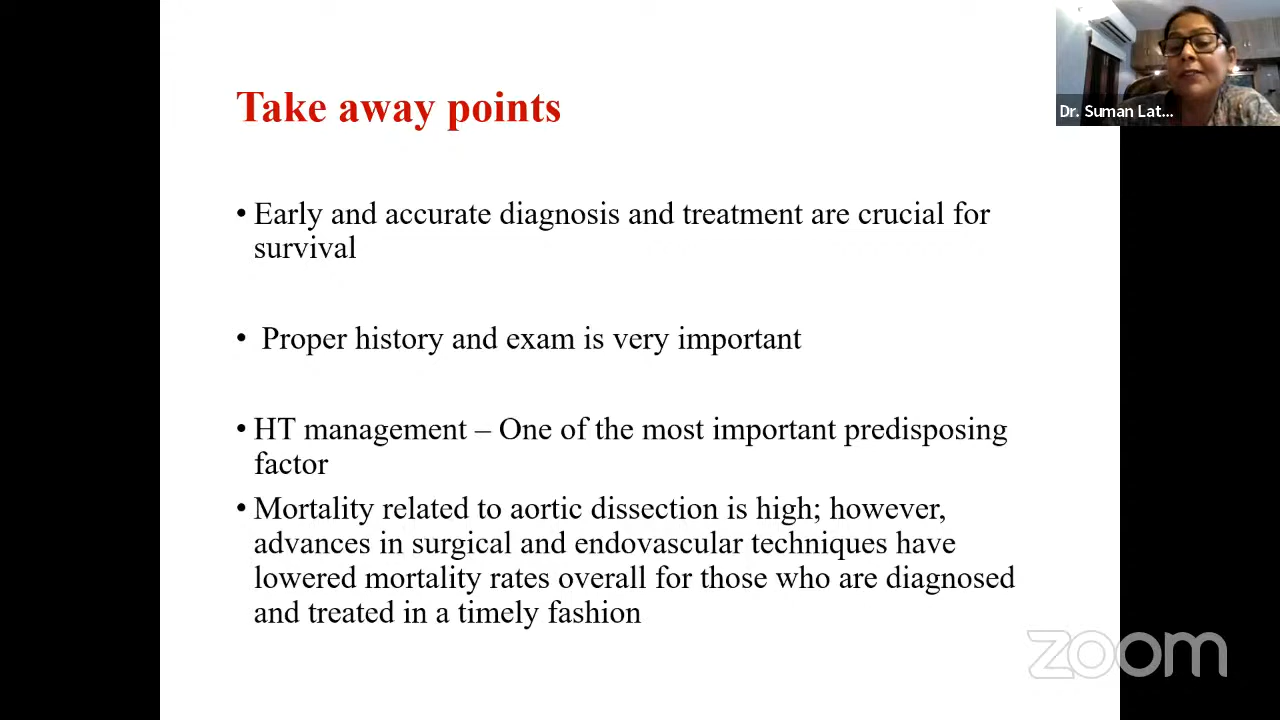 Take away points
Dr. Suman Lat...
• Early and accurate diagnosis and treatment are crucial for
survival
• Proper history and exam is very important
• HT management – One of the most important predisposing
factor
• Mortality related to aortic dissection is high; however,
advances in surgical and endovascular techniques have
lowered mortality rates overall for those who are diagnosed
and treated in a timely fashion
zoom